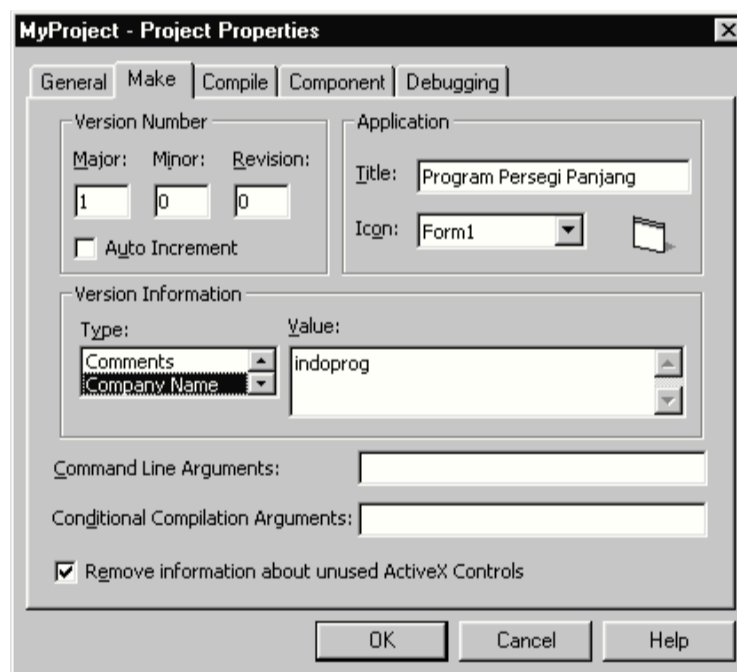 MyProject - Project Properties
General Make Compile Component Debugging
Version Number
Major: Minor: Revision:
1 0 0
Auto Increment
Application
Title: Program Persegi Panjang
Icon: Form1
Version Information
Type: Value:
Comments
Company Name
indoprog
Command Line Arguments:
Conditional Compilation Arguments:
Remove information about unused ActiveX Controls
OK Cancel Help